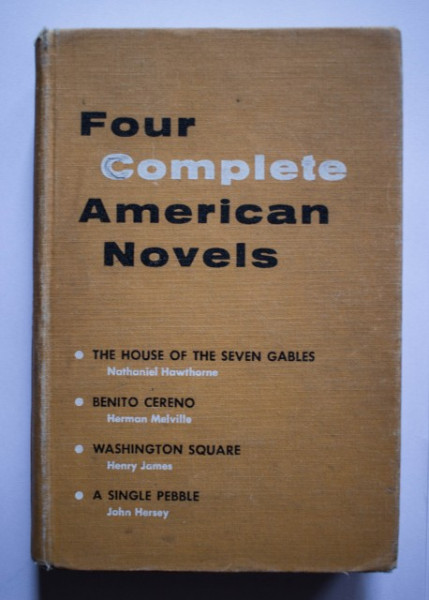 Four
Complete
American
Novels
THE HOUSE OF THE SEVEN GABLES
Nathaniel Hawthorne
BENITO CERENO
Herman Melville
WASHINGTON SQUARE
Henry James
A SINGLE PEBBLE
John Hersey